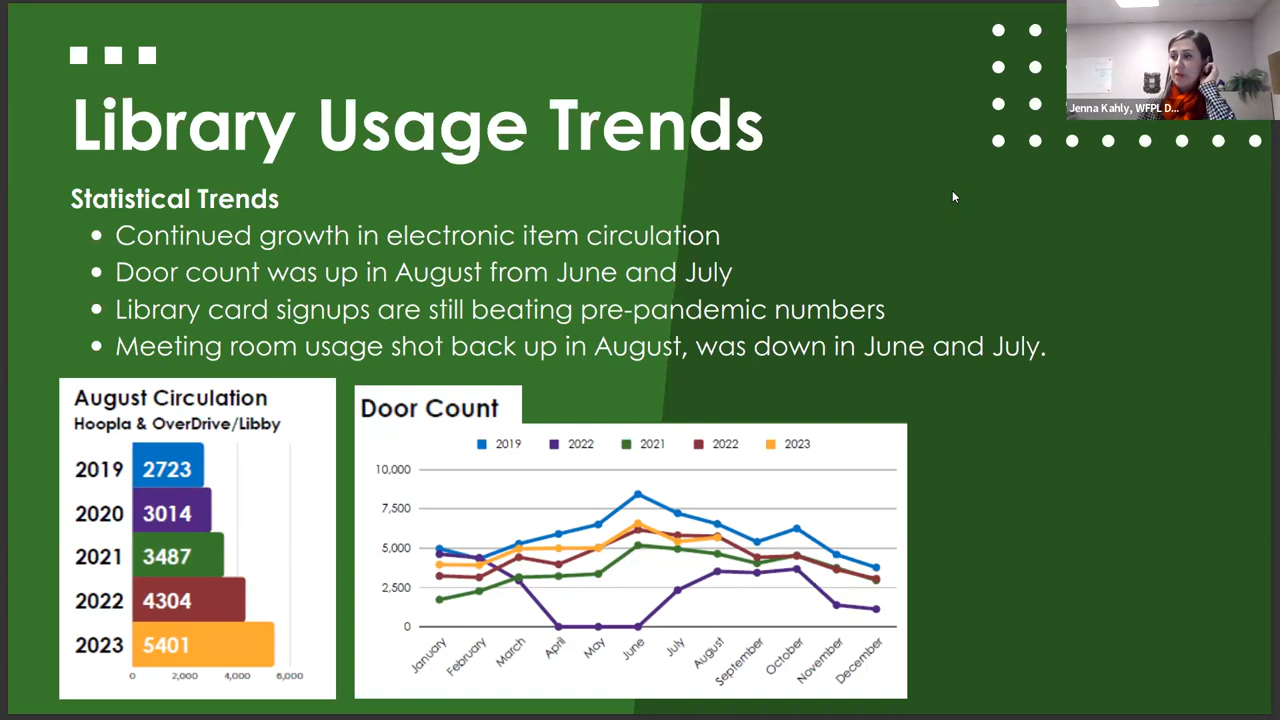 Library Usage Trends
Jenna Kahly, WFPL D...
Statistical Trends
• Continued growth in electronic item circulation
• Door count was up in August from June and July
• Library card signups are still beating pre-pandemic numbers
• Meeting room usage shot back up in August, was down in June and July.
August Circulation
Hoopla & OverDrive/Libby
2019 2723
2020 3014
2021 3487
2022 4304
2023 5401
0 2,000 4,000 6,000
Door Count
2019 2022 2021 2022 2023
10,000
7,500
5,000
2,500
0
January February March April May June July August September October November December